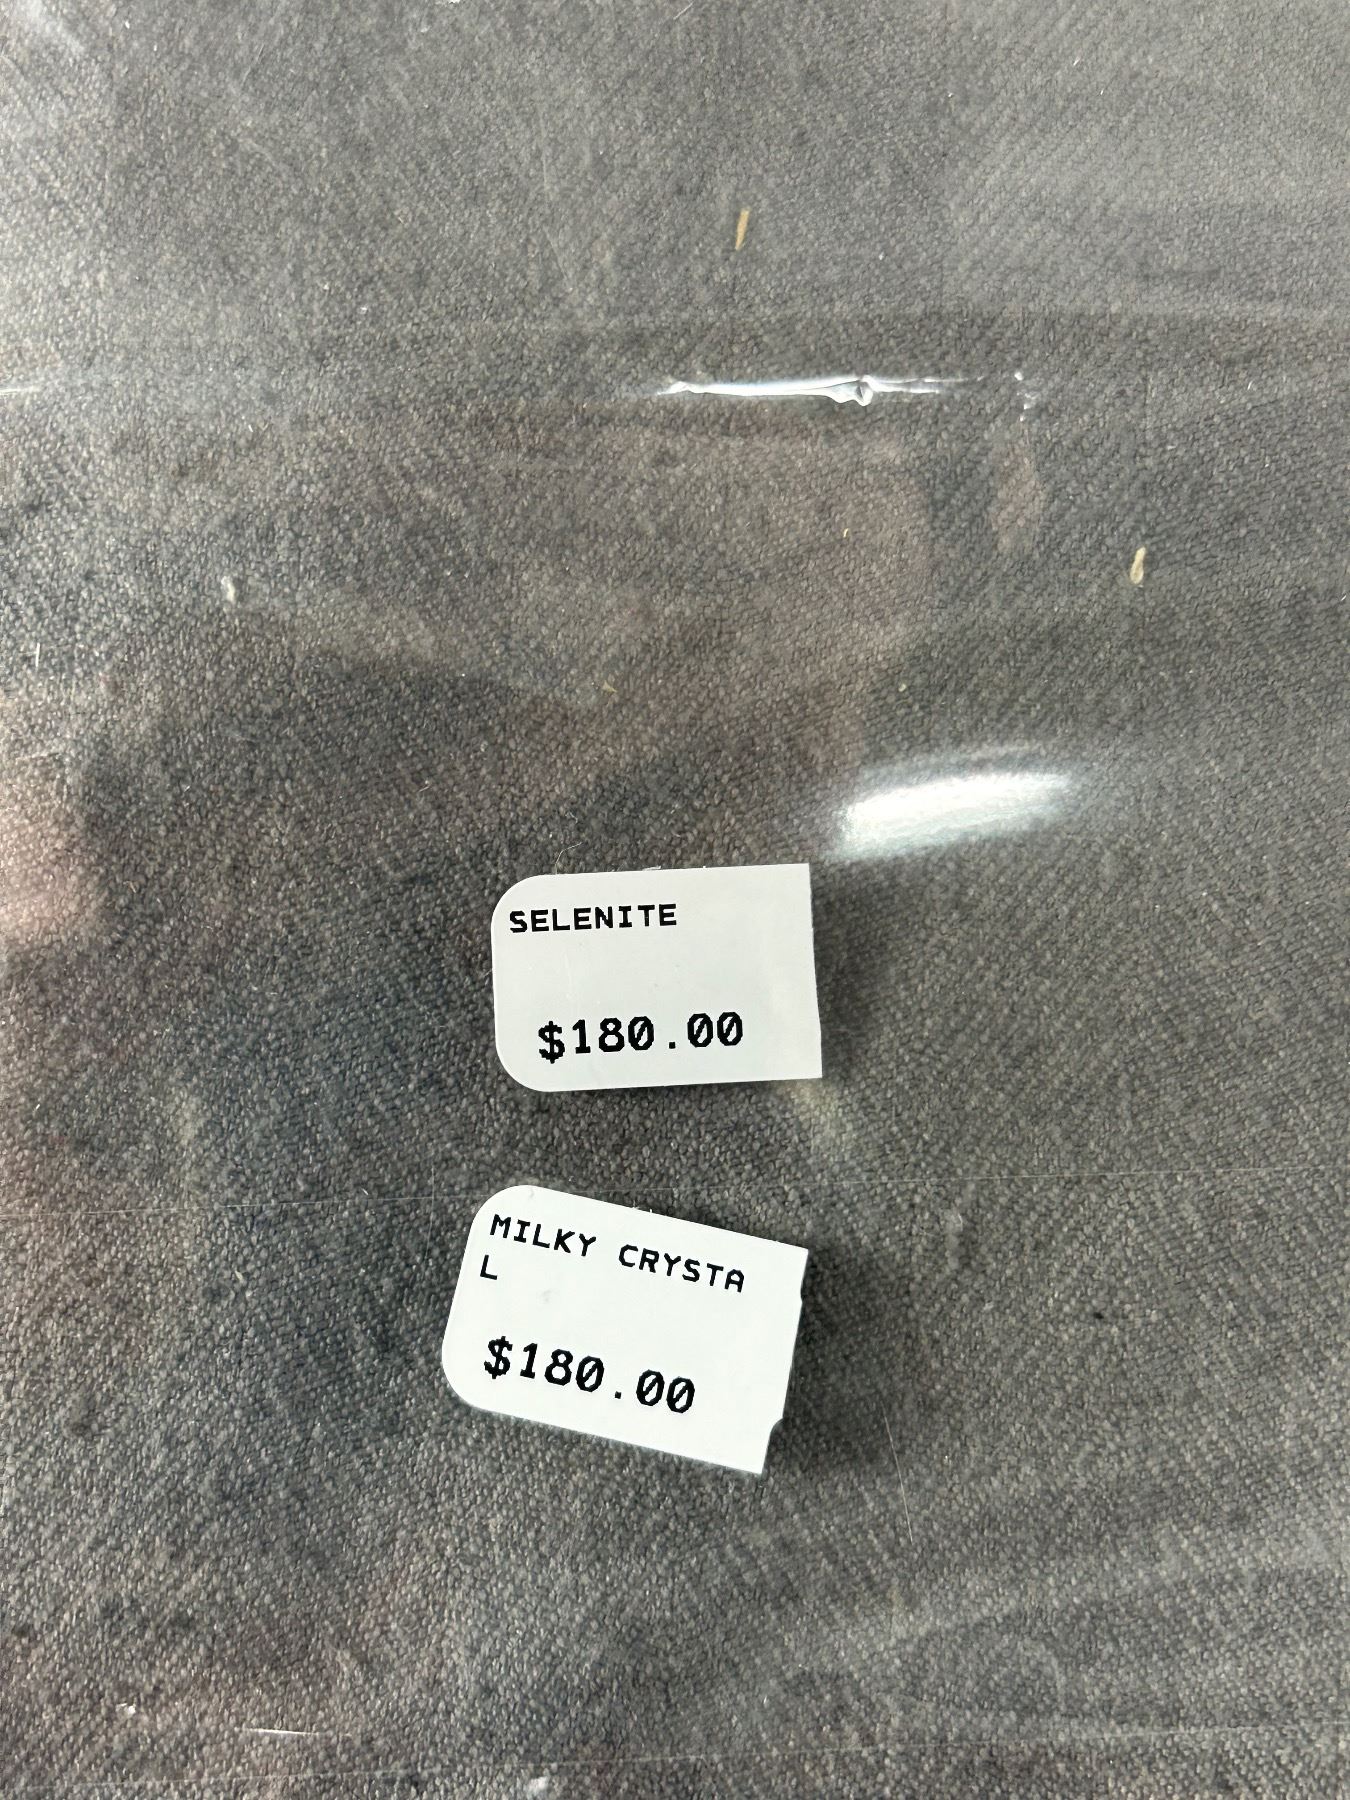 SELENITE
$180.00
MILKY CRYSTA
L
$180.00